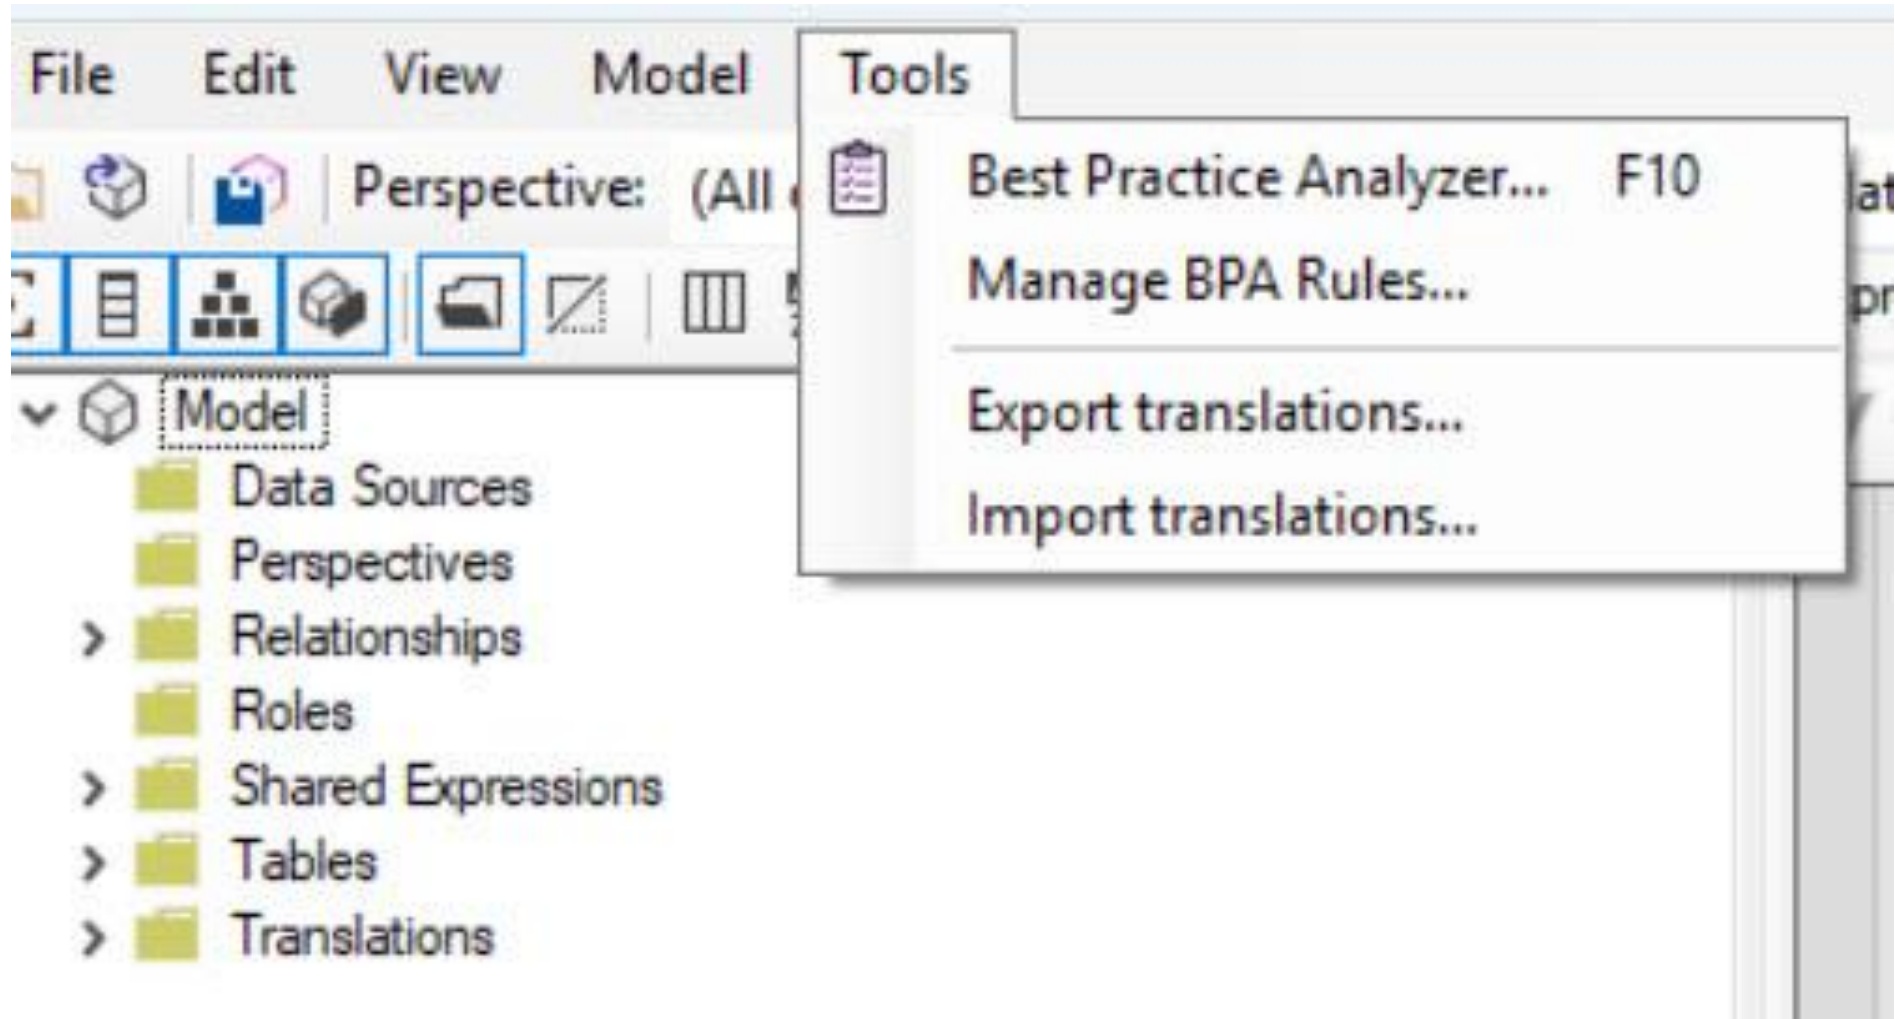 File Edit View Model Tools
Perspective: (All
Best Practice Analyzer... F10
Manage BPA Rules...
Export translations...
Import translations...
Model
Data Sources
Perspectives
Relationships
Roles
Shared Expressions
Tables
Translations